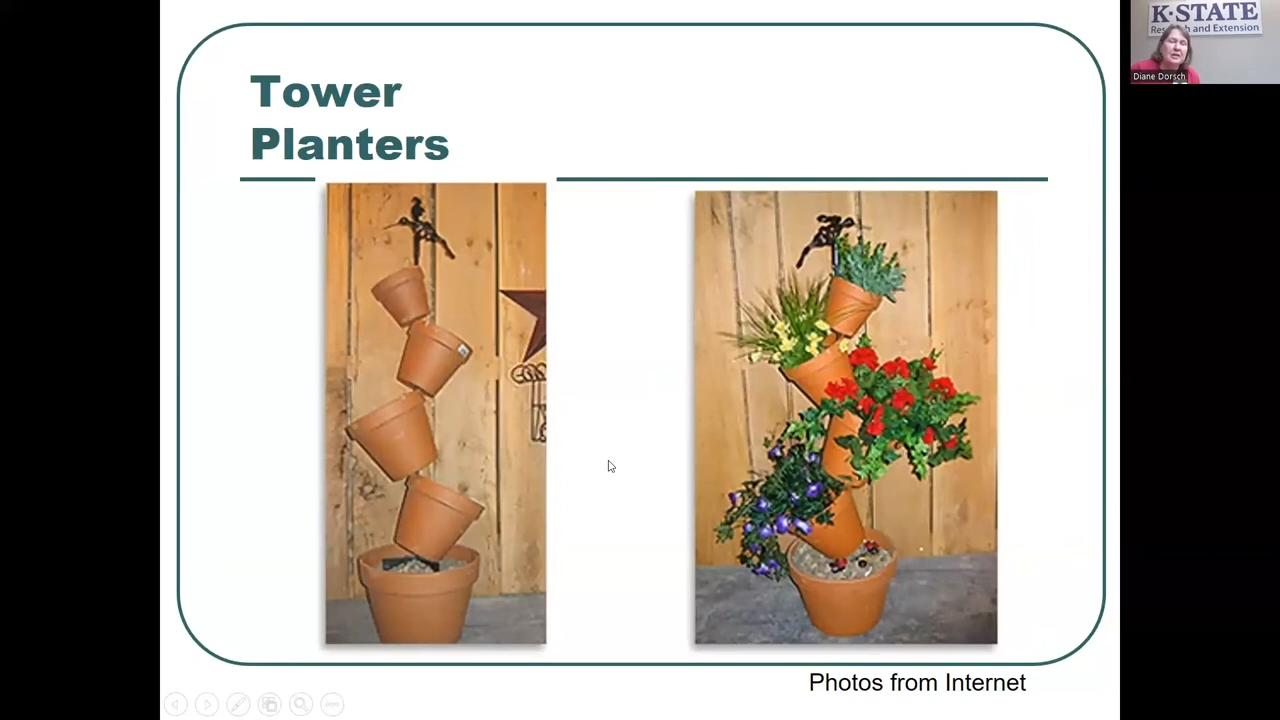 Tower
Planters
Photos from Internet
K-STATE
Research and Extension
Diane Dorsch